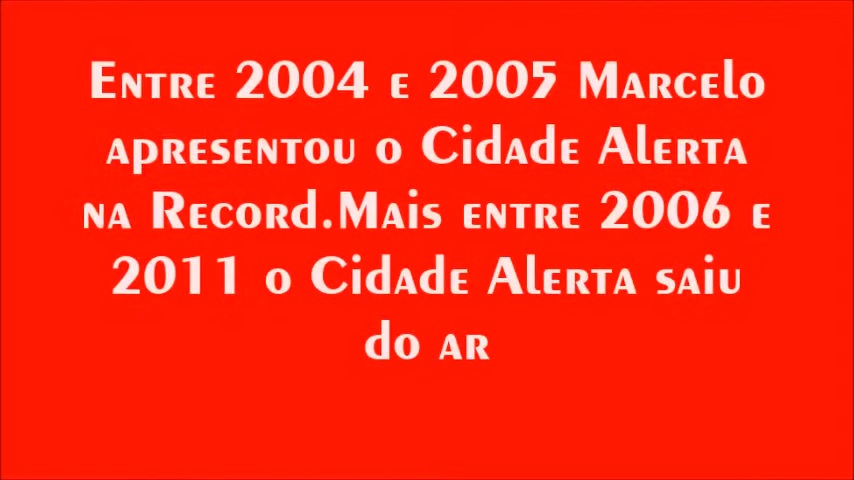 Entre 2004 e 2005 Marcelo
apresentou o Cidade Alerta
na Record.Mais entre 2006 e
2011 o Cidade Alerta saiu
do ar